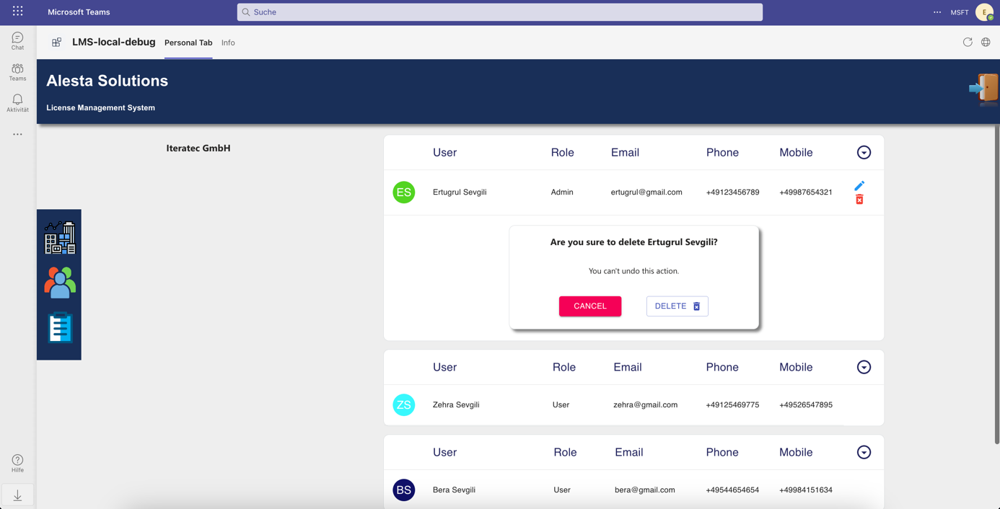 Microsoft Teams
Suche
MSFT
E
Chat
Teams
Aktivität
Hilfe
LMS-local-debug
Personal Tab
Info
Alesta Solutions
License Management System
Iteratec GmbH
User Role Email Phone Mobile
ES Ertugrul Sevgili Admin ertugrul@gmail.com +49123456789 +49987654321
Are you sure to delete Ertugrul Sevgili?
You can't undo this action.
CANCEL DELETE
User Role Email Phone Mobile
ZS Zehra Sevgili User zehra@gmail.com +49125469775 +49526547895
User Role Email Phone Mobile
BS Bera Sevgili User bera@gmail.com +49544654654 +49984151634